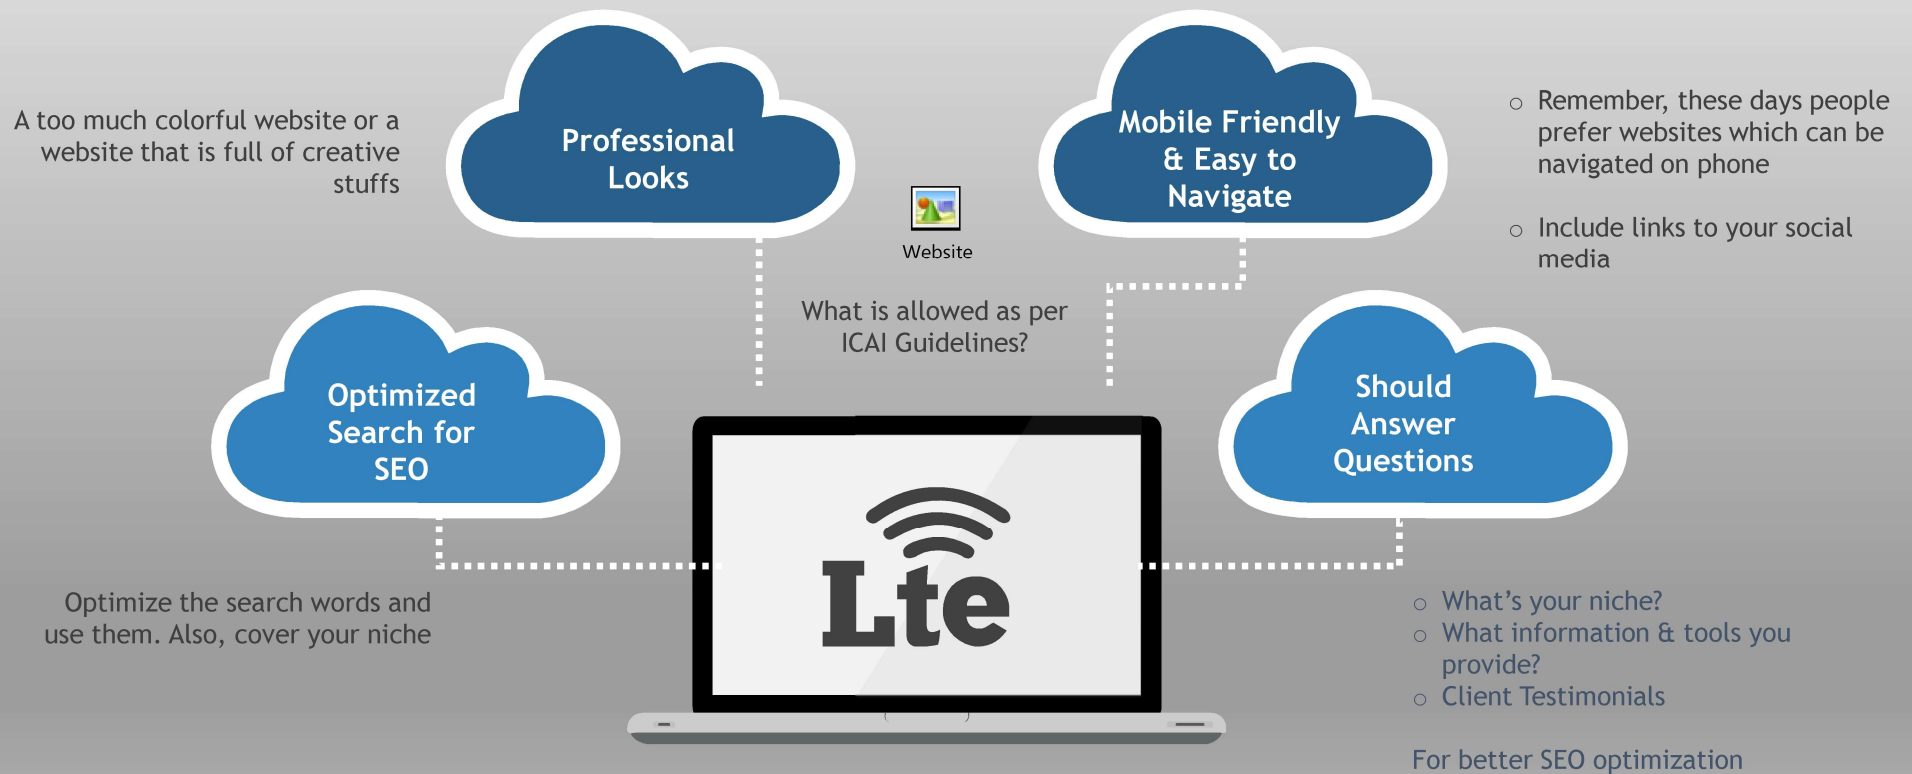 A too much colorful website or a
website that is full of creative
stuffs
Professional
Looks
Website
What is allowed as per
ICAI Guidelines?
Mobile Friendly
& Easy to
Navigate
○ Remember, these days people
prefer websites which can be
navigated on phone
○ Include links to your social
media
Optimized
Search for
SEO
Optimize the search words and
use them. Also, cover your niche
Lte
Should
Answer
Questions
○ What’s your niche?
○ What information & tools you
provide?
○ Client Testimonials
For better SEO optimization